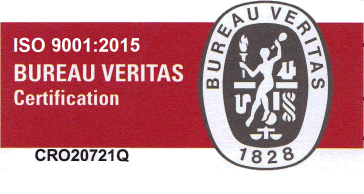 ISO 9001:2015
BUREAU VERITAS
Certification
BUREAU VERITAS
1828
CRO20721Q